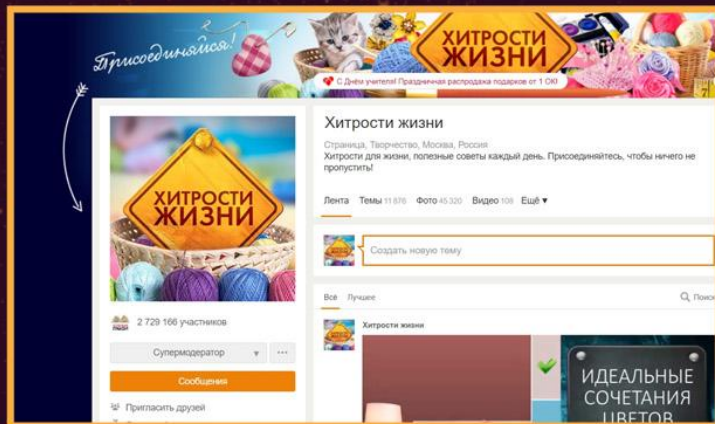 Присоединяйся!
ХИТРОСТИ
ЖИЗНИ
С Днём учителя! Праздничная распродажа подарков от 1 ОК!
ХИТРОСТИ
ЖИЗНИ
2 729 166 участников
Супермодератор
Сообщения
Пригласить друзей
Хитрости жизни
Страница, Творчество, Москва, Россия
Хитрости для жизни, полезные советы каждый день. Присоединяйтесь, чтобы ничего не
пропустить!
Лента Темы 11 676 Фото 45 320 Видео 109 Ещё
Создать новую тему
Всё Лучшее Поиск
Хитрости жизни
ИДЕАЛЬНЫЕ
СОЧЕТАНИЯ
ЦВЕТОВ